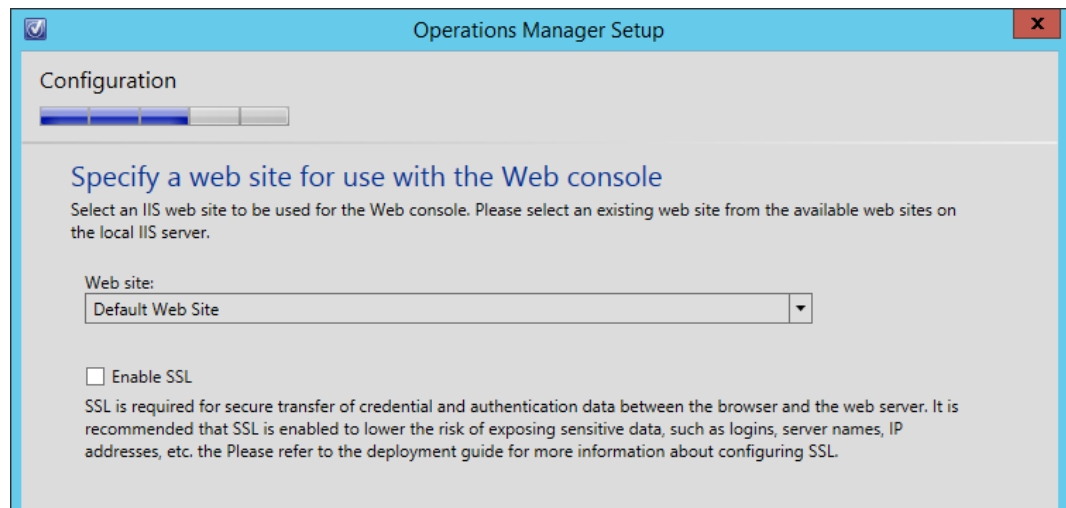 Operations Manager Setup
x
Configuration
Specify a web site for use with the Web console
Select an IIS web site to be used for the Web console. Please select an existing web site from the available web sites on
the local IIS server.
Web site:
Default Web Site
Enable SSL
SSL is required for secure transfer of credential and authentication data between the browser and the web server. It is
recommended that SSL is enabled to lower the risk of exposing sensitive data, such as logins, server names, IP
addresses, etc. the Please refer to the deployment guide for more information about configuring SSL.